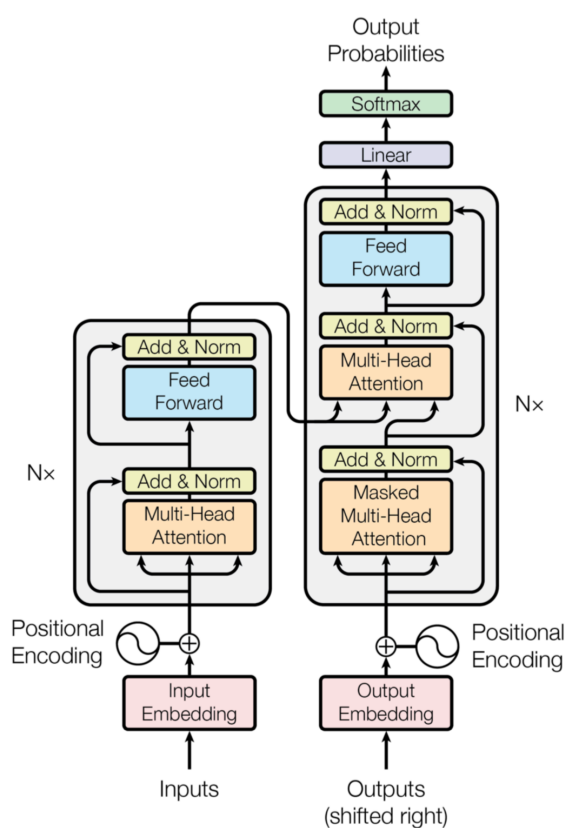 Output
Probabilities
Softmax
Linear
Add & Norm
Feed
Forward
Add & Norm
Multi-Head
Attention
Add & Norm
Masked
Multi-Head
Attention
Nx
Add & Norm
Feed
Forward
Add & Norm
Multi-Head
Attention
Nx
Positional
Encoding
Positional
Encoding
Input
Embedding
Output
Embedding
Inputs
Outputs
(shifted right)